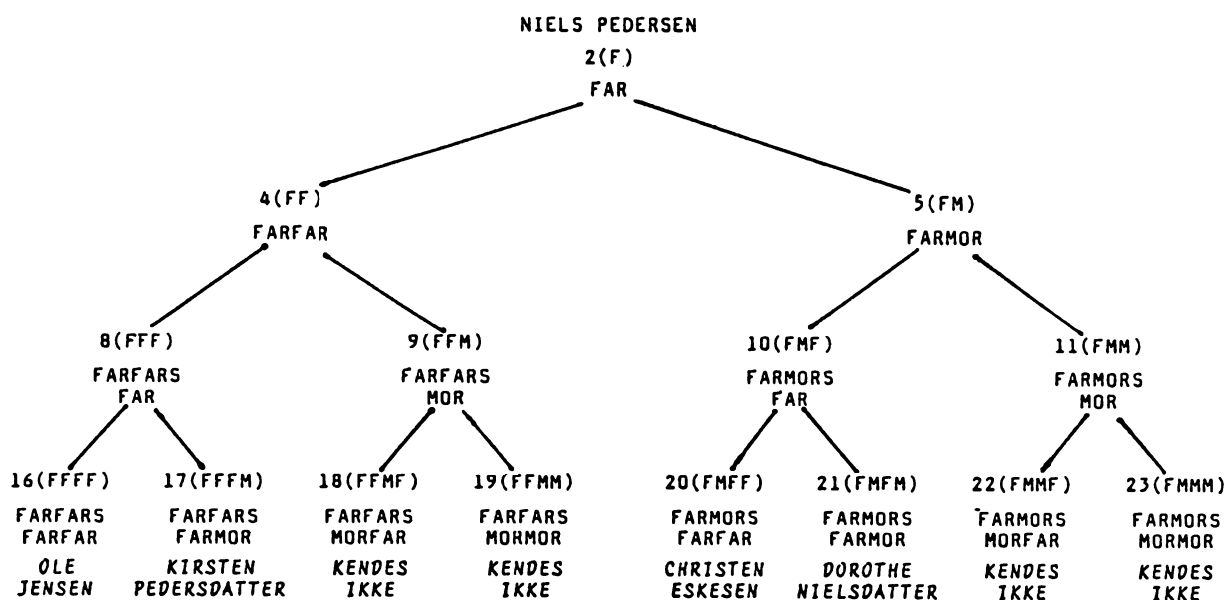 NIELS PEDERSEN
2(F)
FAR
4(FF)
FARFAR
5(FM)
FARMOR
8(FFF)
FARFARS
FAR
9(FFM)
FARFARS
MOR
10(FMF)
FARMORS
FAR
11(FMM)
FARMORS
MOR
16(FFFF)
FARFARS
FARFAR
OLE
JENSEN
17(FFFM)
FARFARS
FARMOR
KIRSTEN
PEDERSDATTER
18(FFMF)
FARFARS
MORFAR
KENDES
IKKE
19(FFMM)
FARFARS
MORMOR
KENDES
IKKE
20(FMFF)
FARMORS
FARFAR
CHRISTEN
ESKESEN
21(FMFM)
FARMORS
FARMOR
DOROTHE
NIELSDATTER
22(FMMF)
FARMORS
MORFAR
KENDES
IKKE
23(FMMM)
FARMORS
MORMOR
KENDES
IKKE